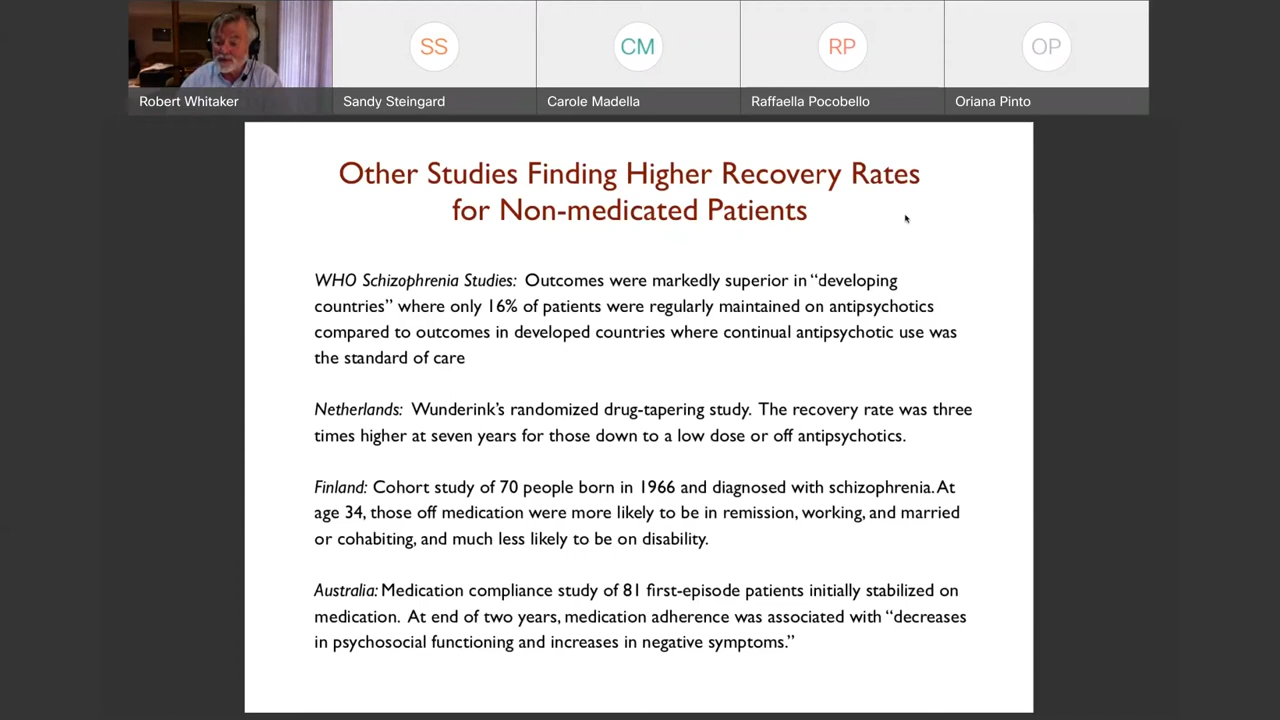 SS
CM
RP
OP
Robert Whitaker
Sandy Steingard
Carole Madella
Raffaella Pocobello
Oriana Pinto
Other Studies Finding Higher Recovery Rates
for Non-medicated Patients
WHO Schizophrenia Studies: Outcomes were markedly superior in “developing
countries” where only 16% of patients were regularly maintained on antipsychotics
compared to outcomes in developed countries where continual antipsychotic use was
the standard of care
Netherlands: Wunderink’s randomized drug-tapering study. The recovery rate was three
times higher at seven years for those down to a low dose or off antipsychotics.
Finland: Cohort study of 70 people born in 1966 and diagnosed with schizophrenia. At
age 34, those off medication were more likely to be in remission, working, and married
or cohabiting, and much less likely to be on disability.
Australia: Medication compliance study of 81 first-episode patients initially stabilized on
medication. At end of two years, medication adherence was associated with “decreases
in psychosocial functioning and increases in negative symptoms.”